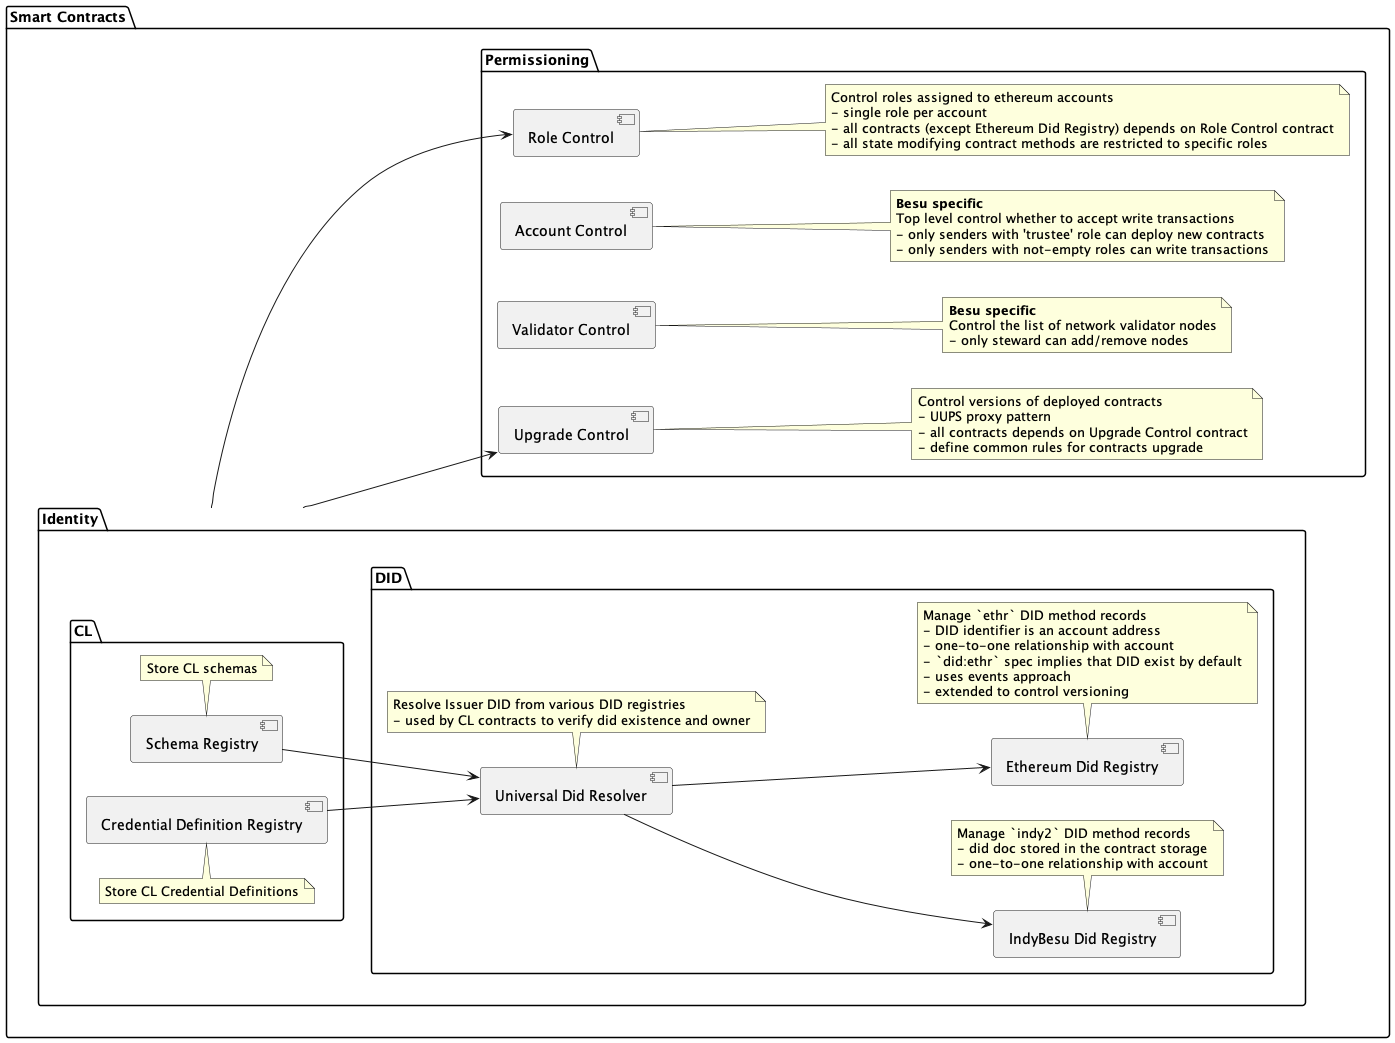 Smart Contracts
Permissioning
Role Control
Control roles assigned to ethereum accounts
- single role per account
- all contracts (except Ethereum Did Registry) depends on Role Control contract
- all state modifying contract methods are restricted to specific roles
Account Control
Besu specific
Top level control whether to accept write transactions
- only senders with 'trustee' role can deploy new contracts
- only senders with not-empty roles can write transactions
Validator Control
Besu specific
Control the list of network validator nodes
- only steward can add/remove nodes
Upgrade Control
Control versions of deployed contracts
- UUPS proxy pattern
- all contracts depends on Upgrade Control contract
- define common rules for contracts upgrade
Identity
CL
Store CL schemas
Schema Registry
Credential Definition Registry
Store CL Credential Definitions
DID
Resolve Issuer DID from various DID registries
- used by CL contracts to verify did existence and owner
Universal Did Resolver
Manage `ethr` DID method records
- DID identifier is an account address
- one-to-one relationship with account
- `did:ethr` spec implies that DID exist by default
- uses events approach
- extended to control versioning
Ethereum Did Registry
Manage `indy2` DID method records
- did doc stored in the contract storage
- one-to-one relationship with account
IndyBesu Did Registry